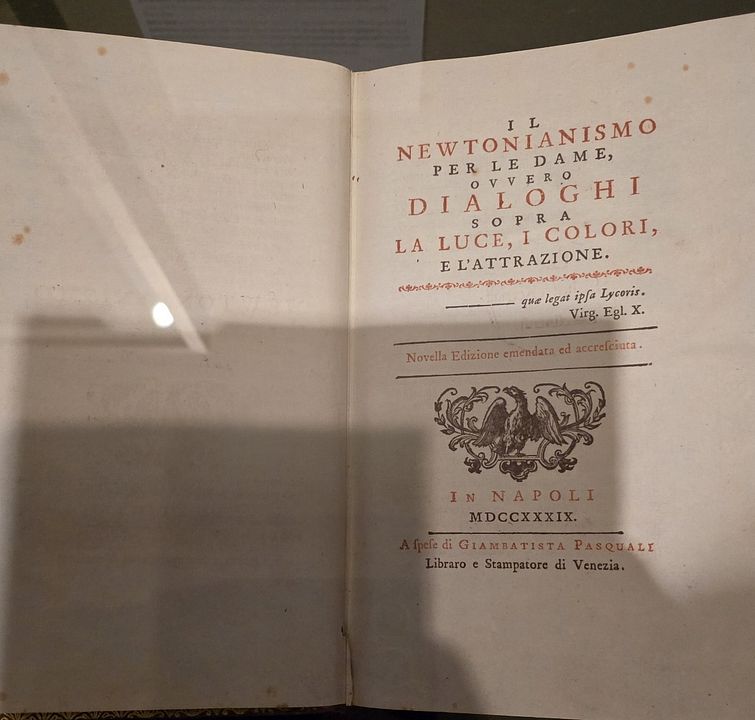 IL
NEWTONIANISMO
PER LE DAME,
OVVERO
DIALOGHI
SOPRA
LA LUCE, I COLORI,
E L'ATTRAZIONE.
quæ legat ipſa Lycoris.
Virg. Egl. X.
Novella Edizione emendata ed accreſciuta.
IN NAPOLI
MDCCXXXIX.
A ſpeſe di GIAMBATISTA PASQUALI
Libraro e Stampatore di Venezia.